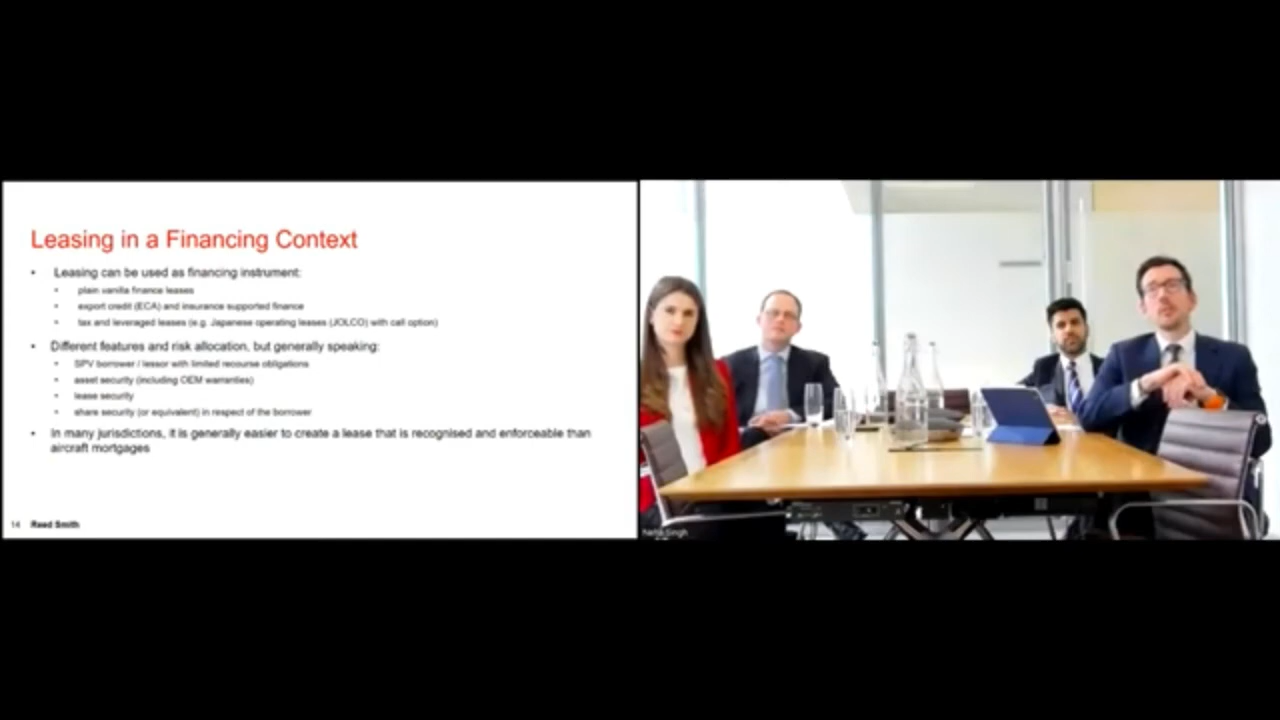 Leasing in a Financing Context
• Leasing can be used as financing instrument:
• plain vanilla finance leases
• export credit (ECA) and insurance supported finance
• tax and leveraged leases (e.g. Japanese operating leases (JOLCO) with call option)
• Different features and risk allocation, but generally speaking:
• SPV borrower / lessor with limited recourse obligations
• asset security (including OEM warranties)
• lease security
• share security (or equivalent) in respect of the borrower
• In many jurisdictions, it is generally easier to create a lease that is recognised and enforceable than
aircraft mortgages
14 Reed Smith
Singh